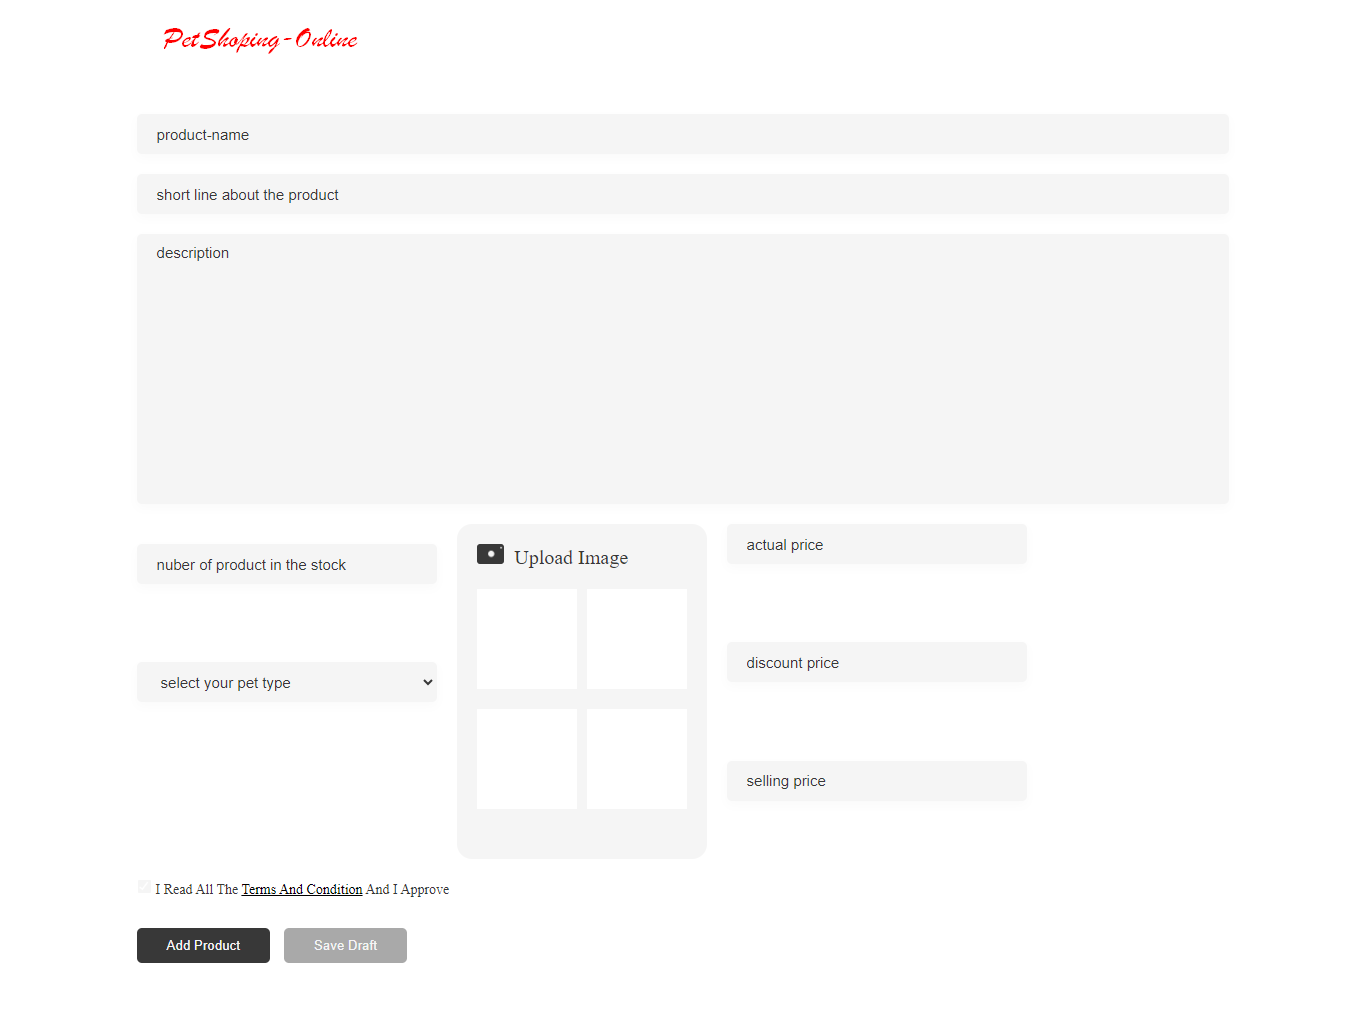 PetShoping-Online
product-name
short line about the product
description
nuber of product in the stock
select your pet type
Upload Image
actual price
discount price
selling price
I Read All The Terms And Condition And I Approve
Add Product
Save Draft